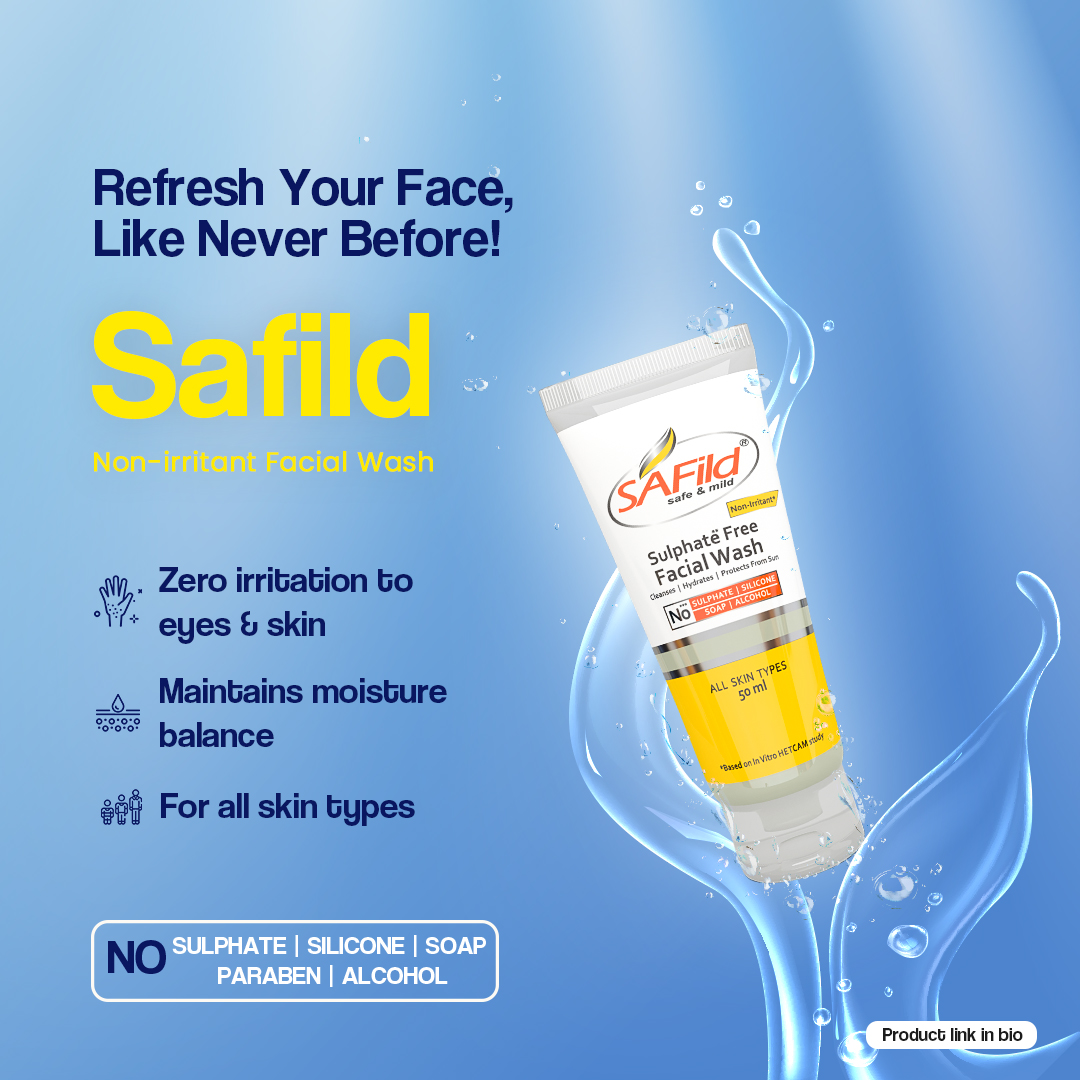 Refresh Your Face,
Like Never Before!
Safild
Non-irritant Facial Wash
Zero irritation to
eyes & skin
Maintains moisture
balance
For all skin types
NO SULPHATE | SILICONE | SOAP
PARABEN | ALCOHOL
SAFild®
safe & mild
Non-Irritant*
Sulphatë Free
Facial Wash
Cleanses | Hydrates | Protects From Sun
No*** SULPHATE | SILICONE
SOAP | ALCOHOL
ALL SKIN TYPES
50 ml
*Based on In Vitro HETCAM study
Product link in bio